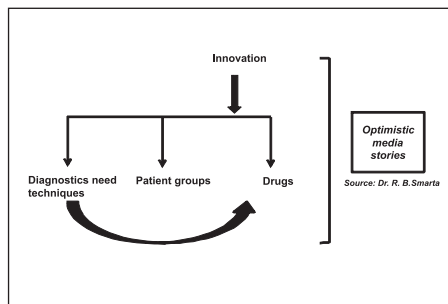 Innovation
Optimistic
media
stories
Diagnostics need
techniques
Patient groups
Drugs
Source: Dr. R. B.Smarta